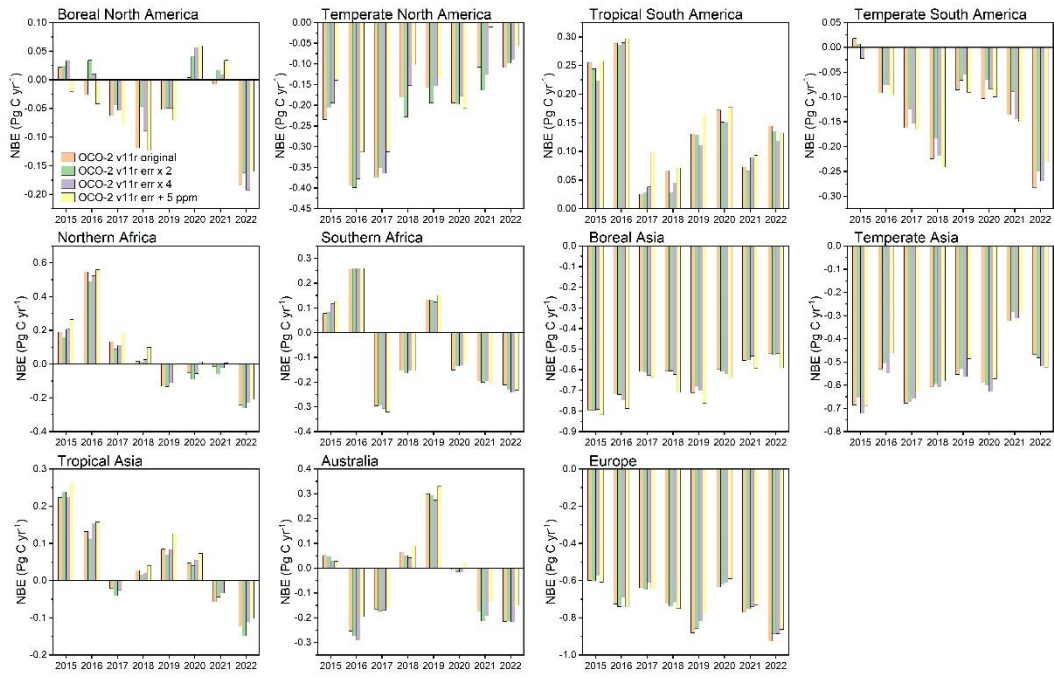 Boreal North America
0.10
0.05
0.00
-0.05
-0.10
-0.15
-0.20
NBE (Pg C yr-1)
OCO-2 v11r original
OCO-2 v11r err x 2
OCO-2 v11r err x 4
OCO-2 v11r err + 5 ppm
2015 2016 2017 2018 2019 2020 2021 2022
Temperate North America
0.00
-0.05
-0.10
-0.15
-0.20
-0.25
-0.30
-0.35
-0.40
-0.45
NBE (Pg C yr-1)
2015 2016 2017 2018 2019 2020 2021 2022
Tropical South America
0.30
0.25
0.20
0.15
0.10
0.05
0.00
NBE (Pg C yr-1)
2015 2016 2017 2018 2019 2020 2021 2022
Temperate South America
0.00
-0.05
-0.10
-0.15
-0.20
-0.25
-0.30
NBE (Pg C yr-1)
2015 2016 2017 2018 2019 2020 2021 2022
Northern Africa
0.6
0.4
0.2
0.0
-0.2
-0.4
NBE (Pg C yr-1)
2015 2016 2017 2018 2019 2020 2021 2022
Southern Africa
0.3
0.2
0.1
0.0
-0.1
-0.2
-0.3
-0.4
NBE (Pg C yr-1)
2015 2016 2017 2018 2019 2020 2021 2022
Boreal Asia
0.0
-0.1
-0.2
-0.3
-0.4
-0.5
-0.6
-0.7
-0.8
-0.9
NBE (Pg C yr-1)
2015 2016 2017 2018 2019 2020 2021 2022
Temperate Asia
0.0
-0.1
-0.2
-0.3
-0.4
-0.5
-0.6
-0.7
-0.8
NBE (Pg C yr-1)
2015 2016 2017 2018 2019 2020 2021 2022
Tropical Asia
0.3
0.2
0.1
0.0
-0.1
-0.2
NBE (Pg C yr-1)
2015 2016 2017 2018 2019 2020 2021 2022
Australia
0.4
0.3
0.2
0.1
0.0
-0.1
-0.2
-0.3
NBE (Pg C yr-1)
2015 2016 2017 2018 2019 2020 2021 2022
Europe
0.0
-0.2
-0.4
-0.6
-0.8
-1.0
NBE (Pg C yr-1)
2015 2016 2017 2018 2019 2020 2021 2022